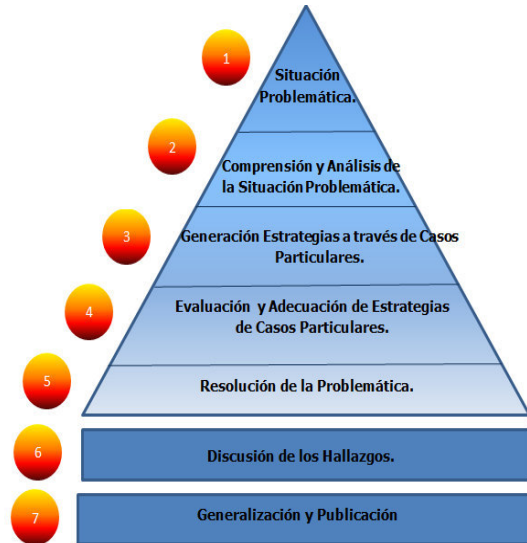 1
Situación
Problemática.
2
Comprensión y Análisis de
la Situación Problemática.
3
Generación Estrategias a través de Casos
Particulares.
4
Evaluación y Adecuación de Estrategias
de Casos Particulares.
5
Resolución de la Problemática.
6
Discusión de los Hallazgos.
7
Generalización y Publicación